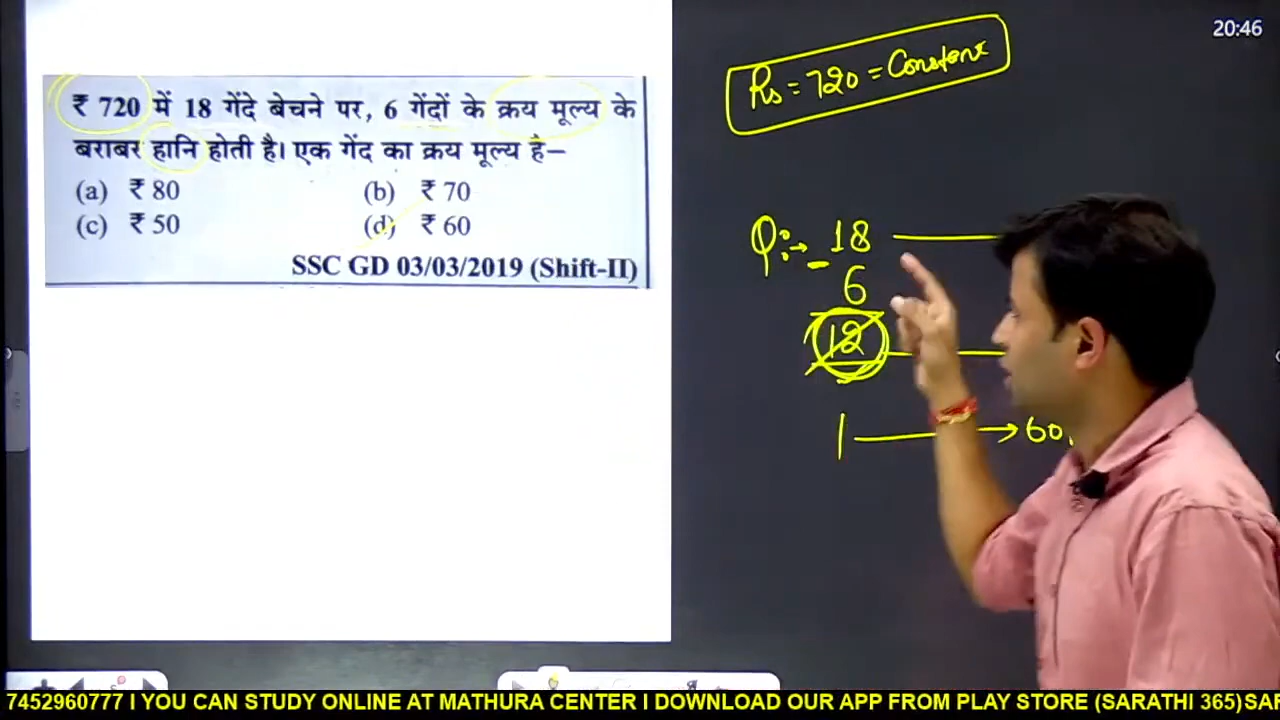 20:46
Rs = 720 = Constant
₹ 720 में 18 गेंदे बेचने पर, 6 गेंदों के क्रय मूल्य के
बराबर हानि होती है। एक गेंद का क्रय मूल्य है–
(a) ₹ 80 (b) ₹ 70
(c) ₹ 50 (d) ₹ 60
SSC GD 03/03/2019 (Shift-II)
Q:→ 18
- 6
12
1 → 60
7452960777 I YOU CAN STUDY ONLINE AT MATHURA CENTER I DOWNLOAD OUR APP FROM PLAY STORE (SARATHI 365) SAR